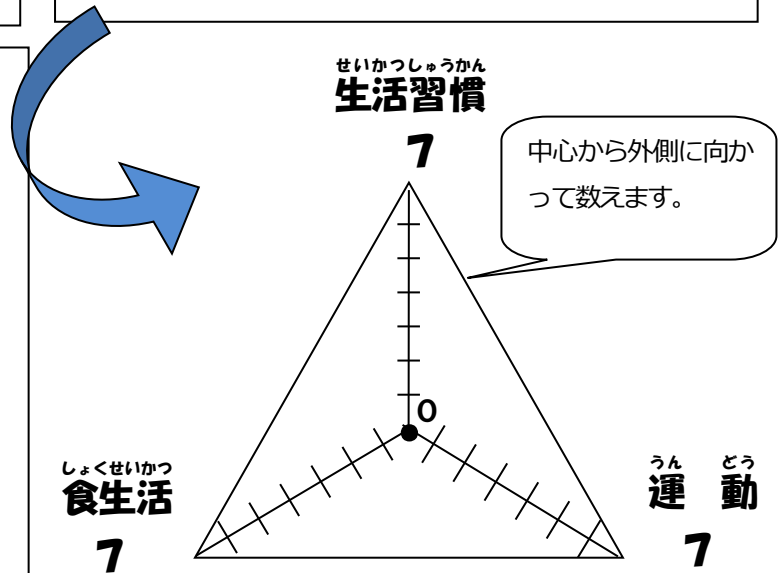 せいかつしゅうかん
生活習慣
7
中心から外側に向か
って数えます。
0
しょくせいかつ
食生活
7
うん どう
運 動
7